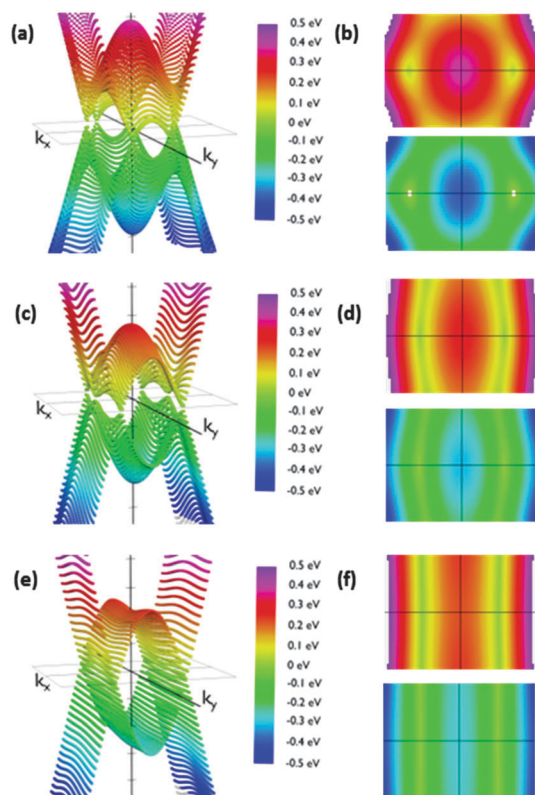 (a)
0.5 eV
0.4 eV
0.3 eV
0.2 eV
0.1 eV
0 eV
-0.1 eV
-0.2 eV
-0.3 eV
-0.4 eV
-0.5 eV
kx
ky
(b)
(c)
0.5 eV
0.4 eV
0.3 eV
0.2 eV
0.1 eV
0 eV
-0.1 eV
-0.2 eV
-0.3 eV
-0.4 eV
-0.5 eV
kx
ky
(d)
(e)
0.5 eV
0.4 eV
0.3 eV
0.2 eV
0.1 eV
0 eV
-0.1 eV
-0.2 eV
-0.3 eV
-0.4 eV
-0.5 eV
kx
ky
(f)